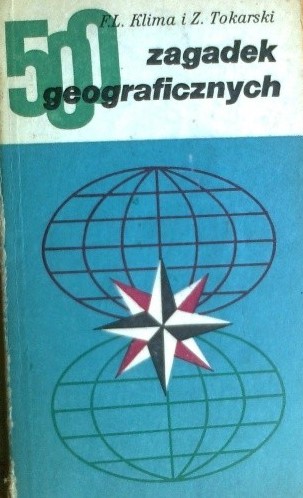 F.L. Klima i Z. Tokarski
500 zagadek
geograficznych